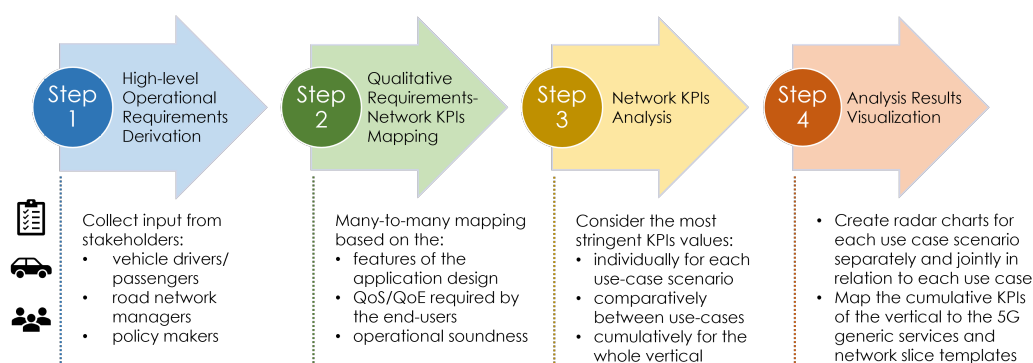 Step
1
High-level
Operational
Requirements
Derivation
Step
2
Qualitative
Requirements-
Network KPIs
Mapping
Step
3
Network KPIs
Analysis
Step
4
Analysis Results
Visualization
Collect input from
stakeholders:
• vehicle drivers/
passengers
• road network
managers
• policy makers
Many-to-many mapping
based on the:
• features of the
application design
• QoS/QoE required by
the end-users
• operational soundness
Consider the most
stringent KPIs values:
• individually for each
use-case scenario
• comparatively
between use-cases
• cumulatively for the
whole vertical
• Create radar charts for
each use case scenario
separately and jointly in
relation to each use case
• Map the cumulative KPIs
of the vertical to the 5G
generic services and
network slice templates